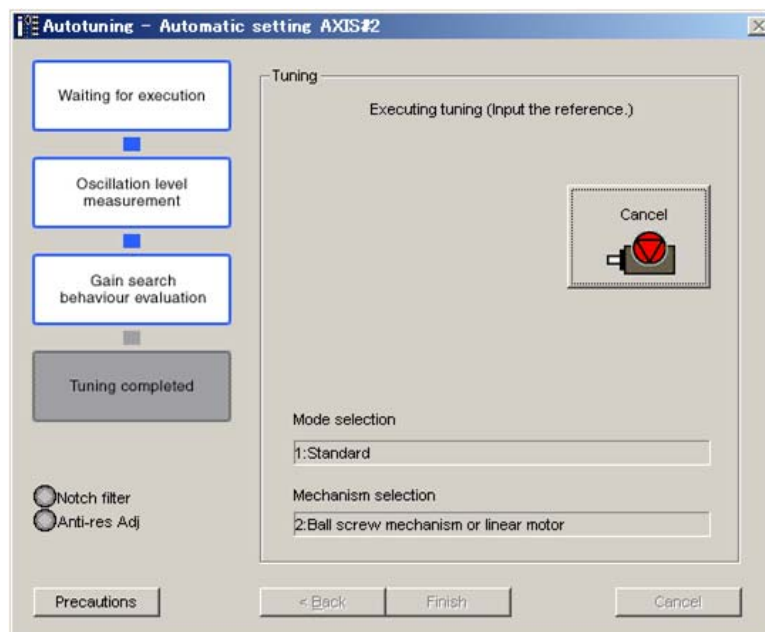 Autotuning - Automatic setting AXIS#2
Waiting for execution
Oscillation level
measurement
Gain search
behaviour evaluation
Tuning completed
Notch filter
Anti-res Adj
Tuning
Executing tuning (Input the reference.)
Cancel
Mode selection
1:Standard
Mechanism selection
2:Ball screw mechanism or linear motor
Precautions
< Back
Finish
Cancel